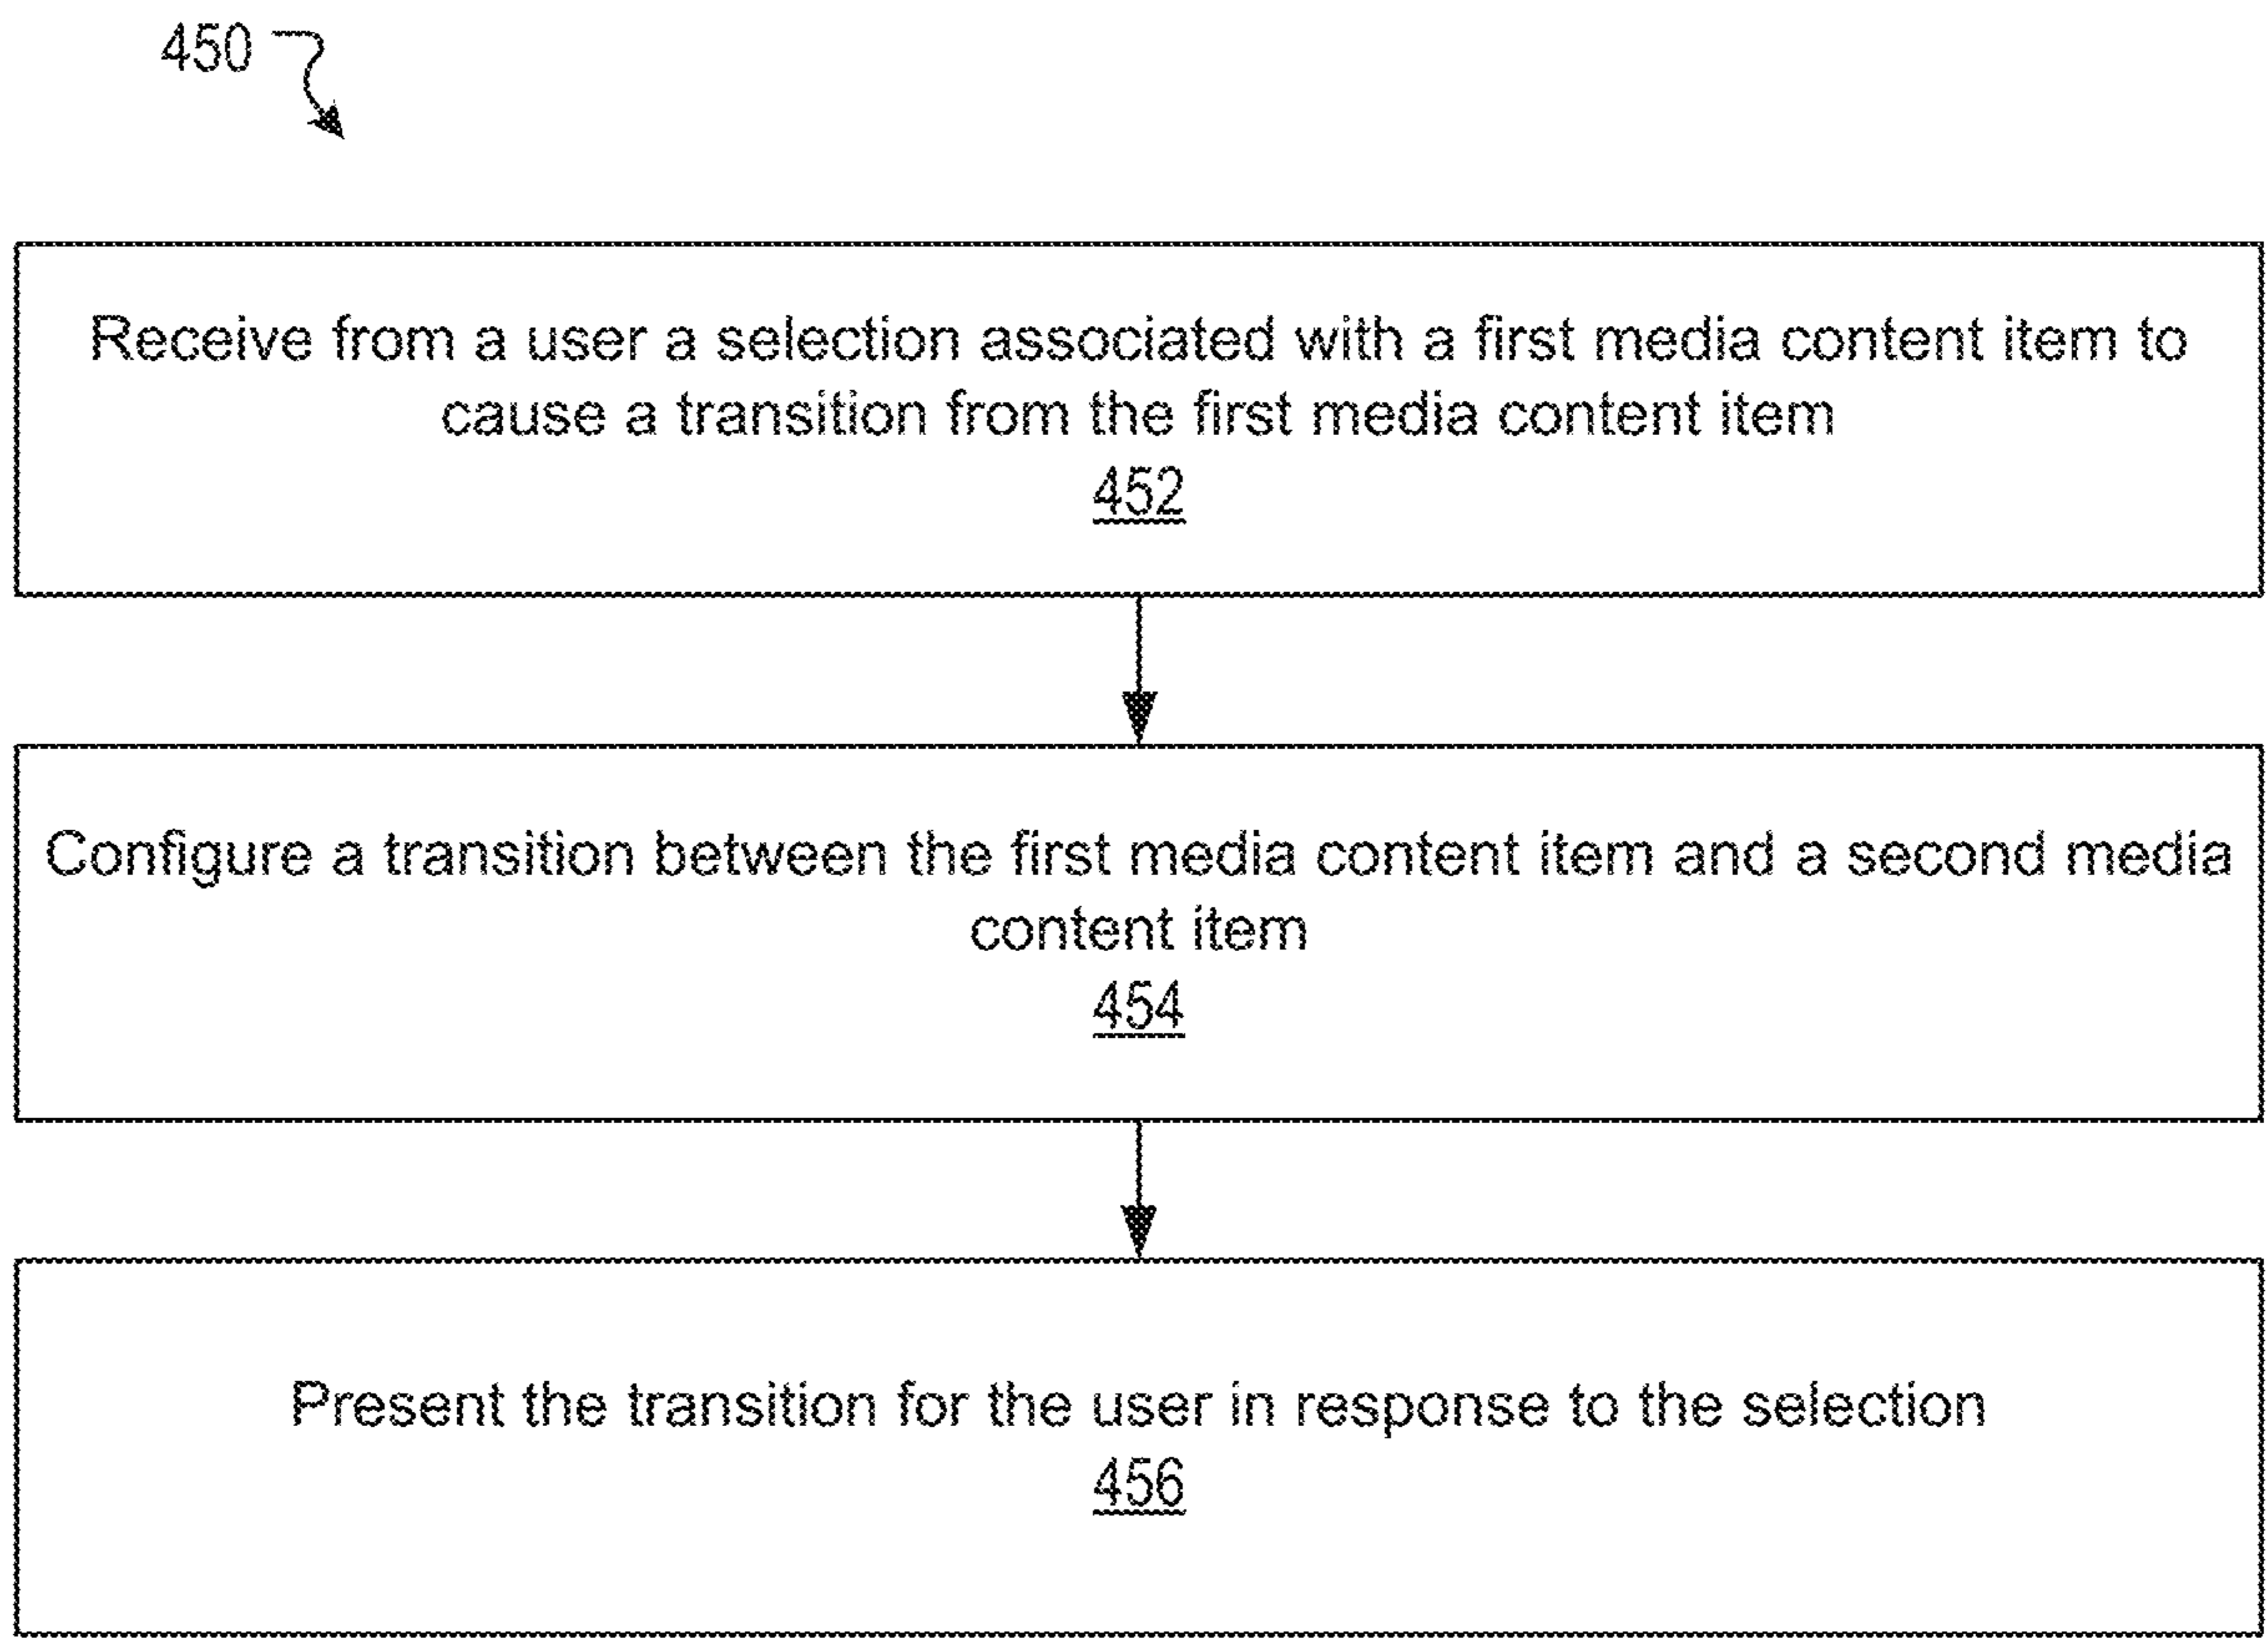 450
Receive from a user a selection associated with a first media content item to
cause a transition from the first media content item
452
Configure a transition between the first media content item and a second media
content item
454
Present the transition for the user in response to the selection
456